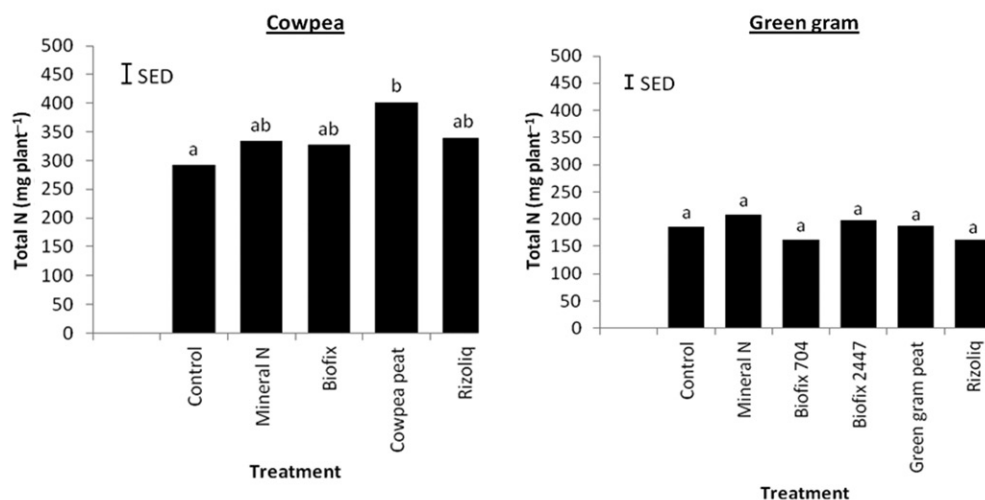 Cowpea
Total N (mg plant⁻¹)
500
450
400
350
300
250
200
150
100
50
0
SED
a
ab
ab
b
ab
Control
Mineral N
Biofix
Cowpea peat
Rizoliq
Treatment
Green gram
Total N (mg plant⁻¹)
500
450
400
350
300
250
200
150
100
50
0
SED
a
a
a
a
a
a
Control
Mineral N
Biofix 704
Biofix 2447
Green gram peat
Rizoliq
Treatment